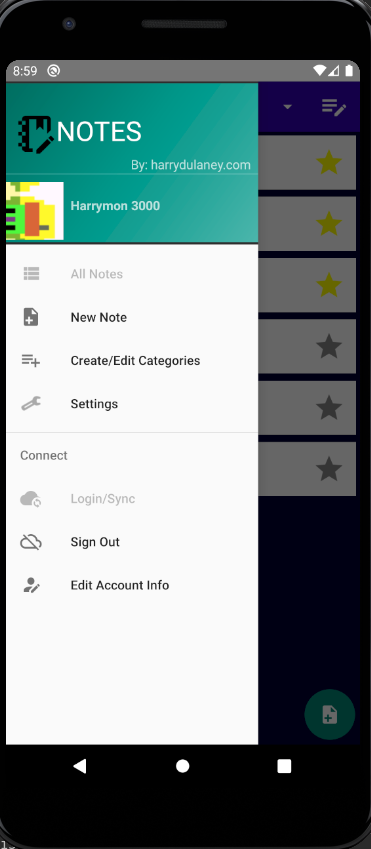 8:59
NOTES
By: harrydulaney.com
Harrymon 3000
All Notes
New Note
Create/Edit Categories
Settings
Connect
Login/Sync
Sign Out
Edit Account Info